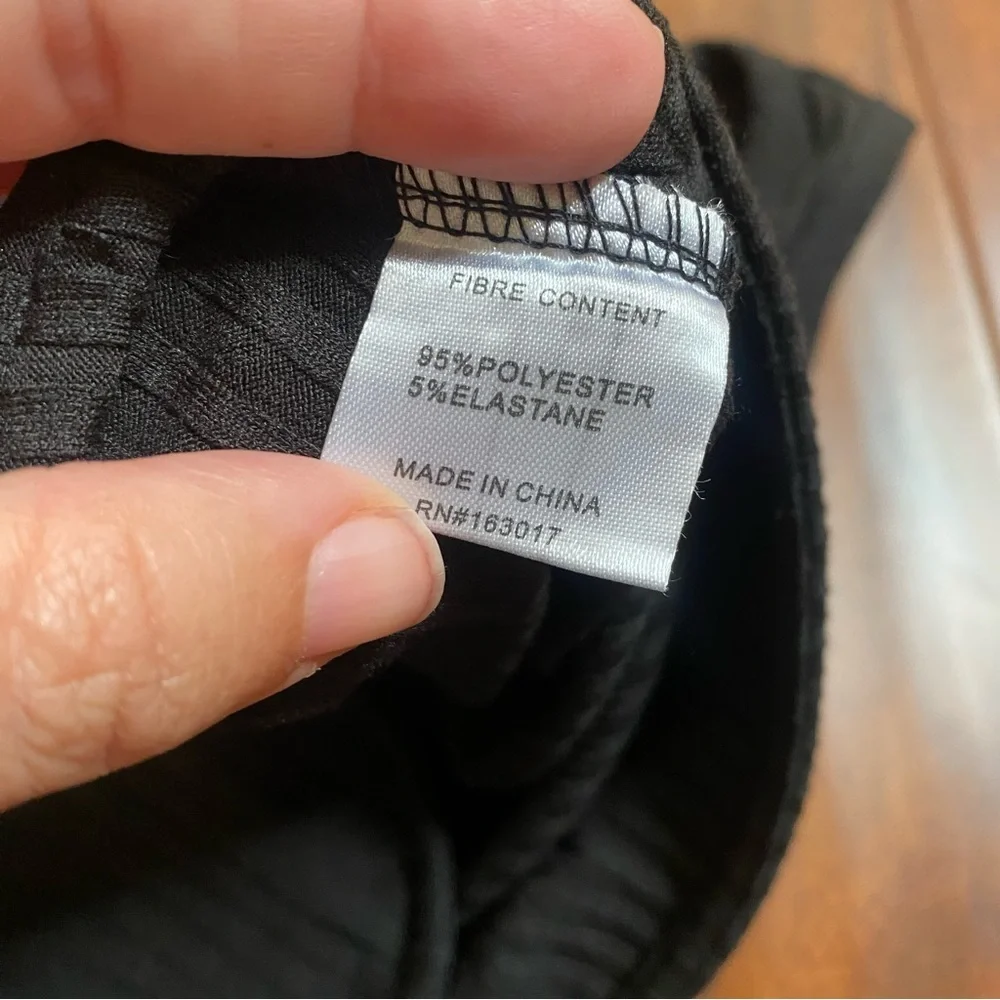 FIBRE CONTENT
95%POLYESTER
5%ELASTANE
MADE IN CHINA
RN#163017